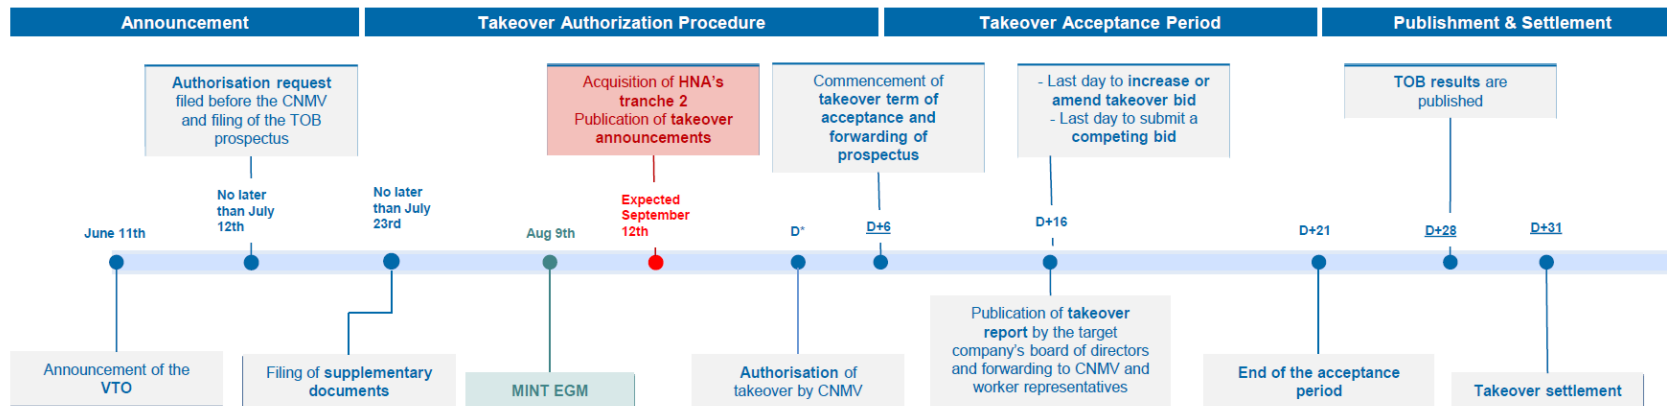 Announcement
Takeover Authorization Procedure
Takeover Acceptance Period
Publishment & Settlement
Authorisation request
filed before the CNMV
and filing of the TOB
prospectus
Acquisition of HNA's
tranche 2
Publication of takeover
announcements
Commencement of
takeover term of
acceptance and
forwarding of
prospectus
- Last day to increase or
amend takeover bid
- Last day to submit a
competing bid
TOB results are
published
June 11th
No later
than July
12th
No later
than July
23rd
Aug 9th
Expected
September
12th
D*
D+6
D+16
D+21
D+28
D+31
Announcement of the
VTO
Filing of supplementary
documents
MINT EGM
Authorisation of
takeover by CNMV
Publication of takeover
report by the target
company's board of directors
and forwarding to CNMV and
worker representatives
End of the acceptance
period
Takeover settlement